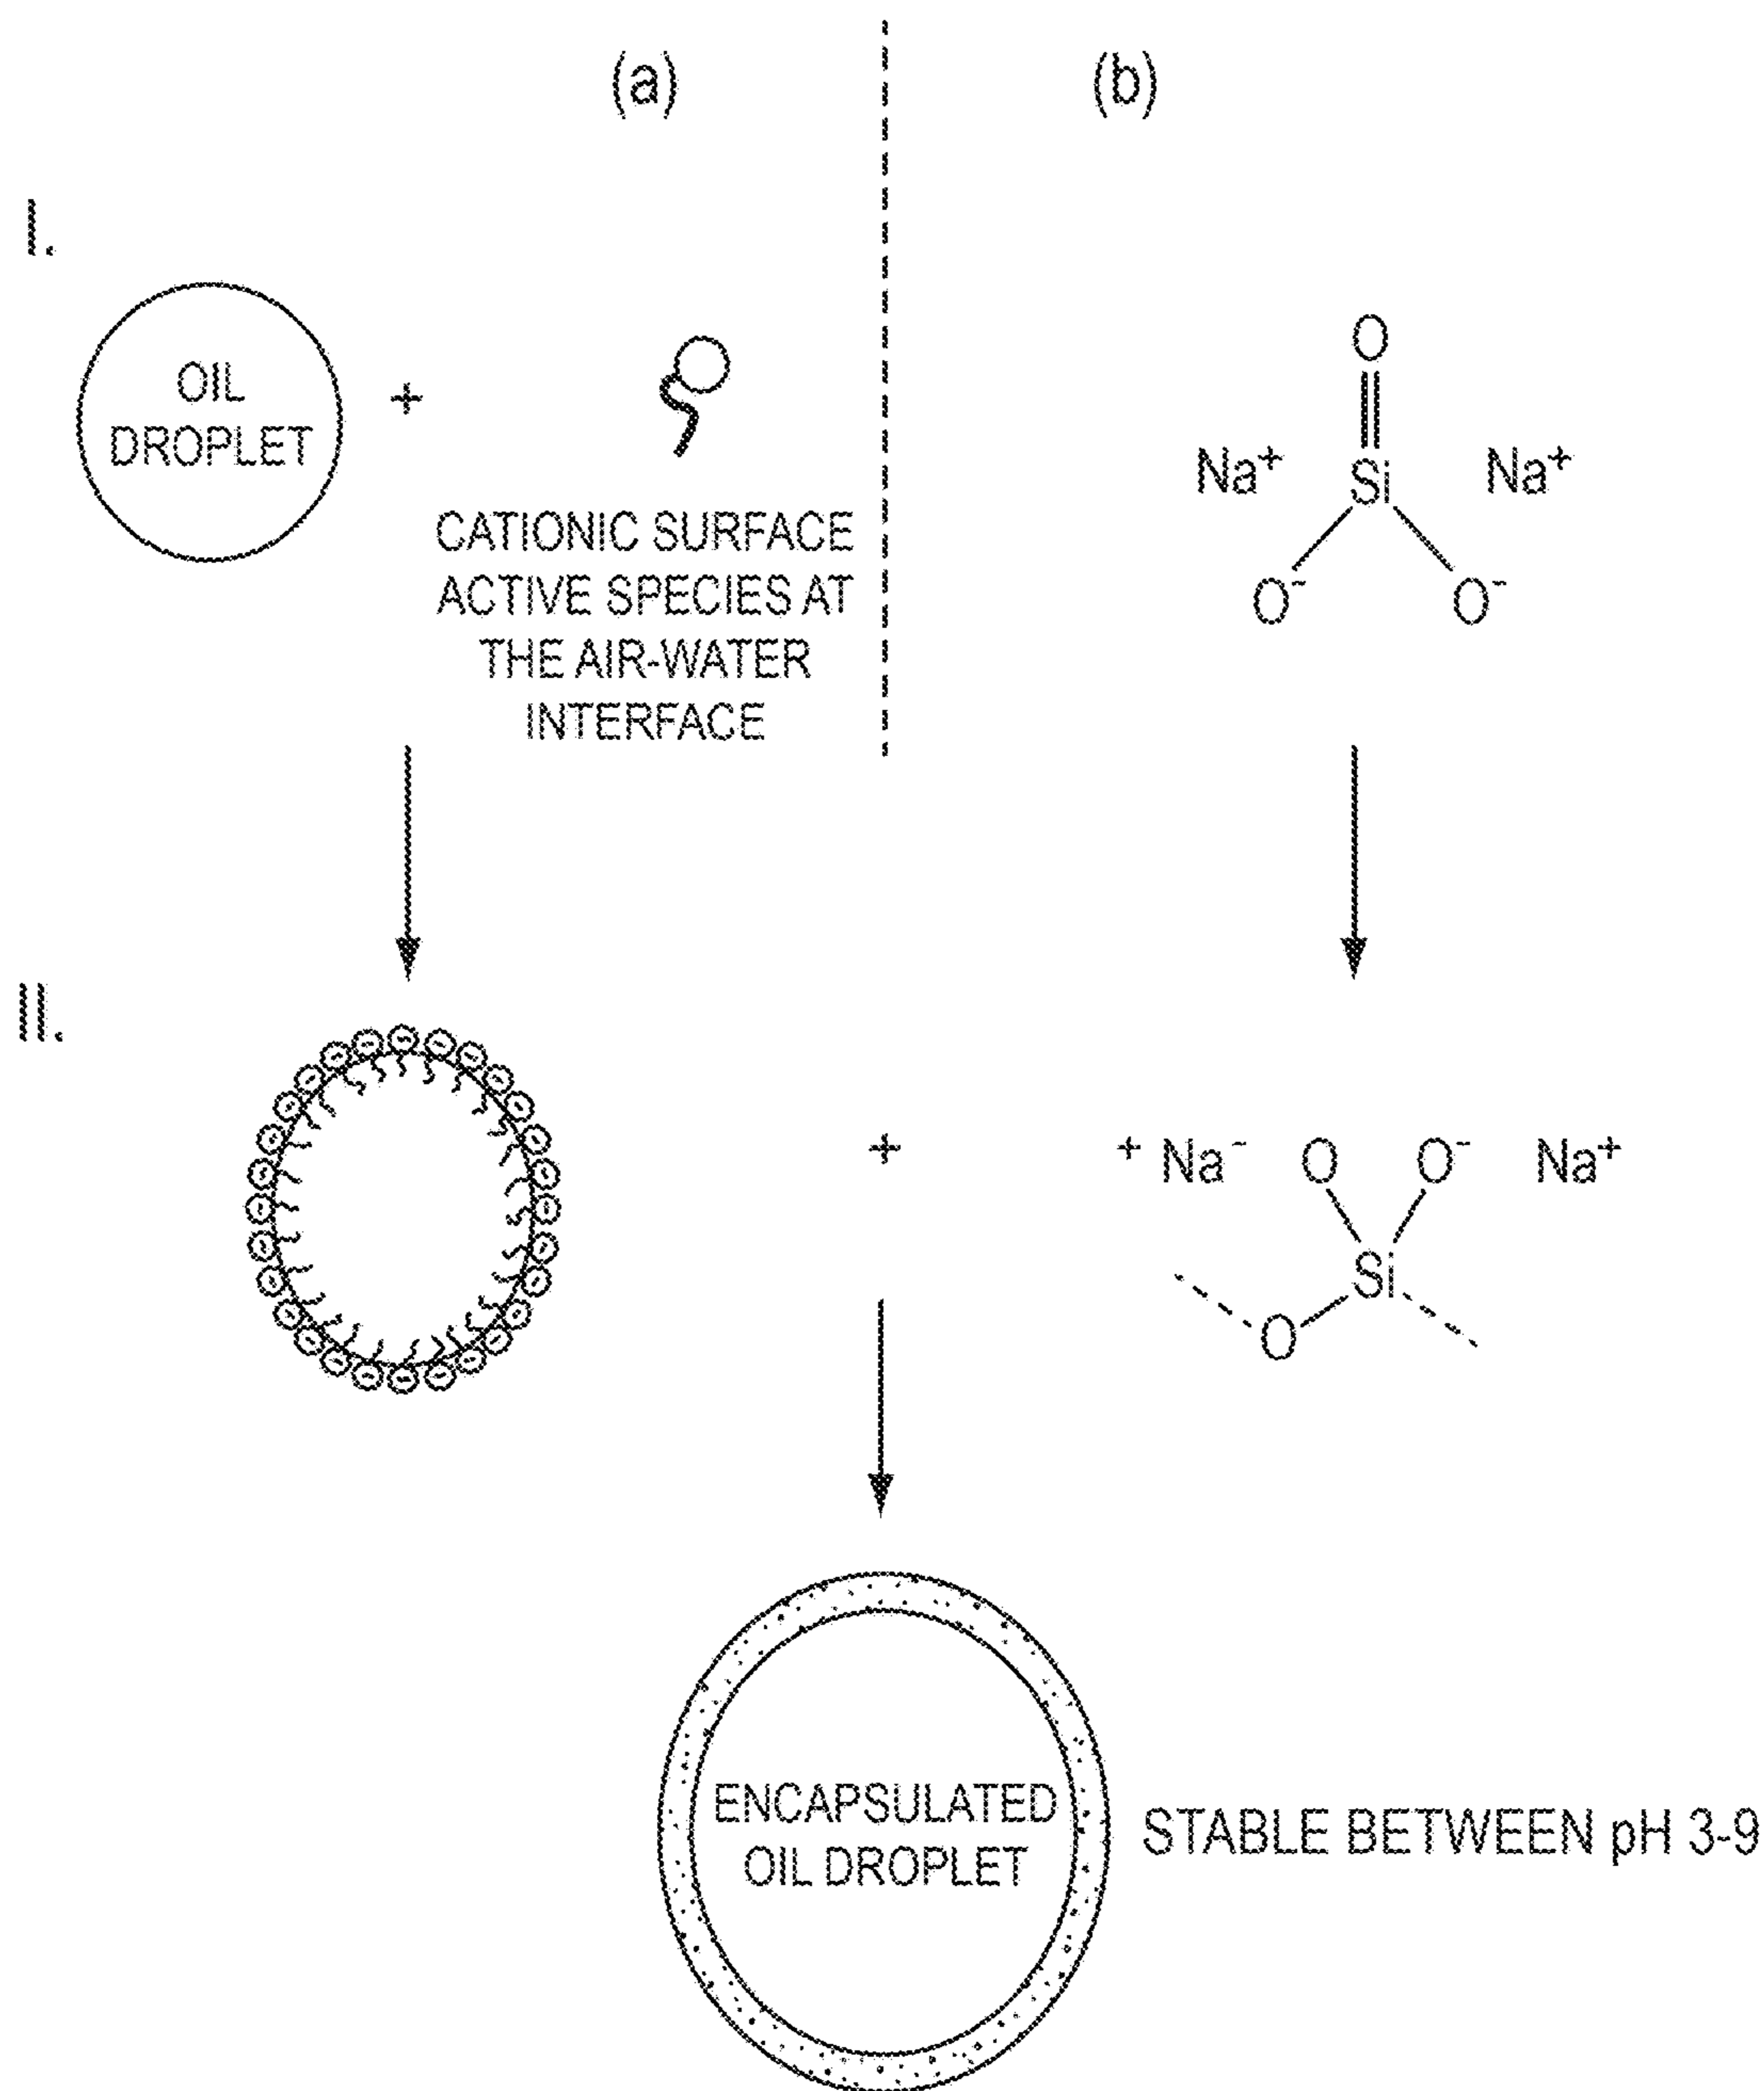 (a)
(b)
I.
OIL
DROPLET
+
CATIONIC SURFACE
ACTIVE SPECIES AT
THE AIR-WATER
INTERFACE
O
Na⁺ Si Na⁺
O⁻ O⁻
II.
+
⁺ Na⁻ O O⁻ Na⁺
Si
O
ENCAPSULATED
OIL DROPLET
STABLE BETWEEN pH 3-9